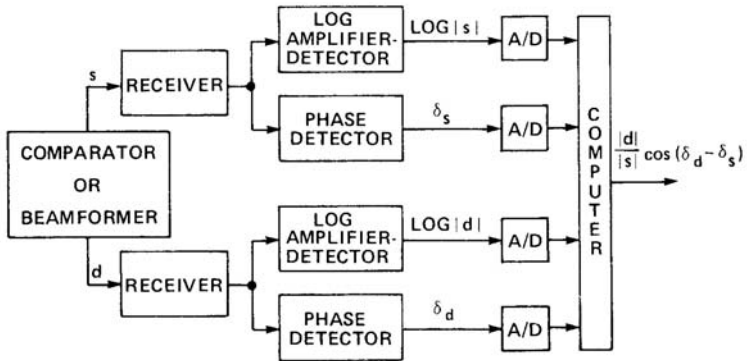 COMPARATOR
OR
BEAMFORMER
s
RECEIVER
LOG
AMPLIFIER-
DETECTOR
LOG |s|
A/D
PHASE
DETECTOR
δs
A/D
d
RECEIVER
LOG
AMPLIFIER-
DETECTOR
LOG |d|
A/D
PHASE
DETECTOR
δd
A/D
COMPUTER
|d|/|s| cos (δd – δs)